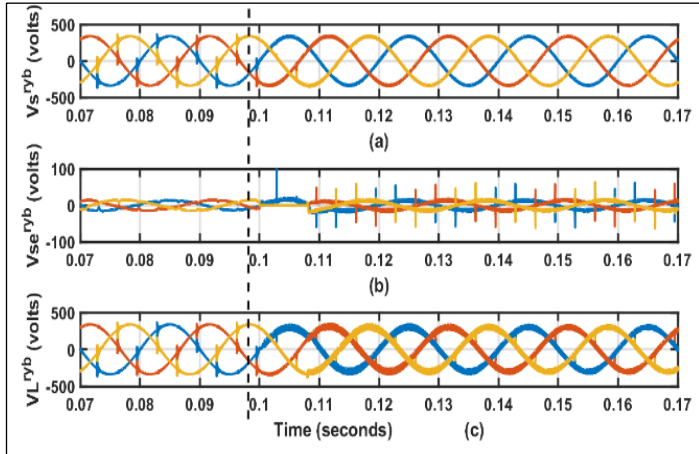 Vs^ryb (volts)
500
0
-500
0.07 0.08 0.09 0.1 0.11 0.12 0.13 0.14 0.15 0.16 0.17
(a)
Vse^ryb (volts)
100
0
-100
0.07 0.08 0.09 0.1 0.11 0.12 0.13 0.14 0.15 0.16 0.17
(b)
VL^ryb (volts)
500
0
-500
0.07 0.08 0.09 0.1 0.11 0.12 0.13 0.14 0.15 0.16 0.17
Time (seconds) (c)